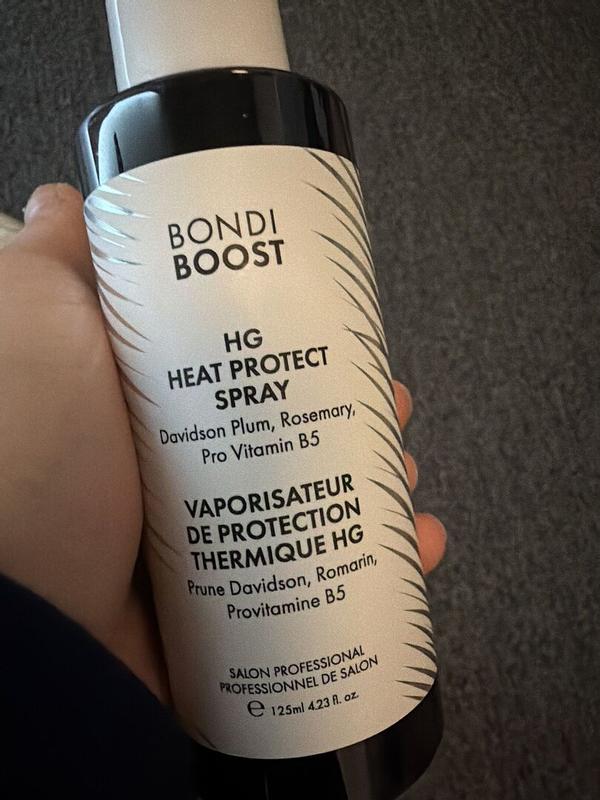 BONDI
BOOST
HG
HEAT PROTECT
SPRAY
Davidson Plum, Rosemary,
Pro Vitamin B5
VAPORISATEUR
DE PROTECTION
THERMIQUE HG
Prune Davidson, Romarin,
Provitamine B5
SALON PROFESSIONAL
PROFESSIONNEL DE SALON
℮ 125ml 4.23 fl. oz.